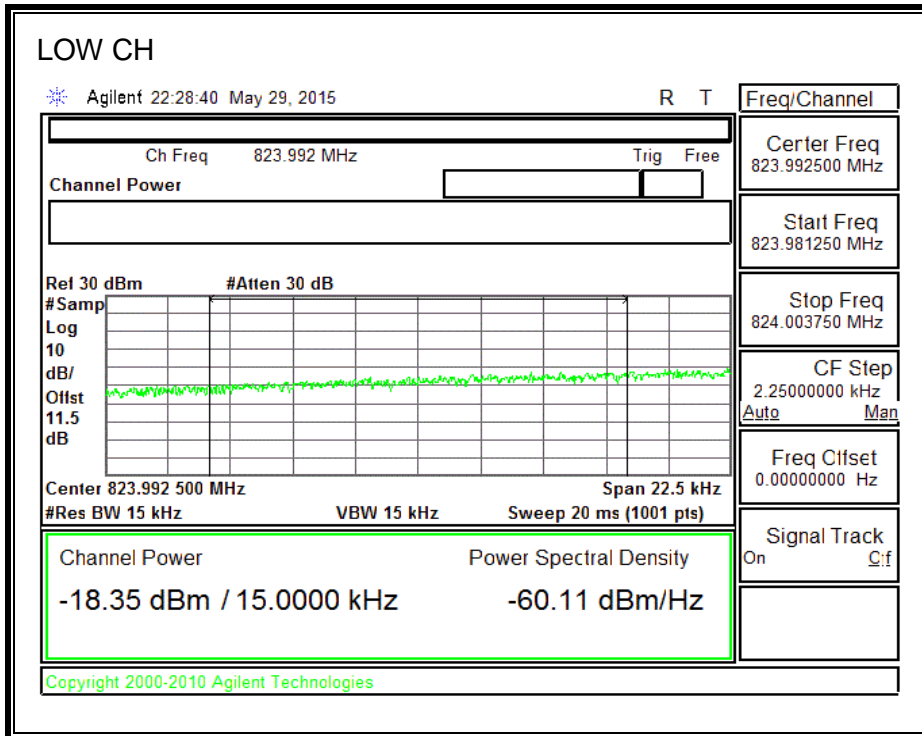 LOW CH
Agilent 22:28:40 May 29, 2015 R T
Freq/Channel
Ch Freq 823.992 MHz Trig Free
Channel Power
Center Freq
823.992500 MHz
Start Freq
823.981250 MHz
Stop Freq
824.003750 MHz
CF Step
2.25000000 kHz
Auto Man
Freq Offset
0.00000000 Hz
Signal Track
On Off
Ref 30 dBm #Atten 30 dB
#Samp
Log
10
dB/
Offst
11.5
dB
Center 823.992 500 MHz Span 22.5 kHz
#Res BW 15 kHz VBW 15 kHz Sweep 20 ms (1001 pts)
Channel Power Power Spectral Density
-18.35 dBm / 15.0000 kHz -60.11 dBm/Hz
Copyright 2000-2010 Agilent Technologies